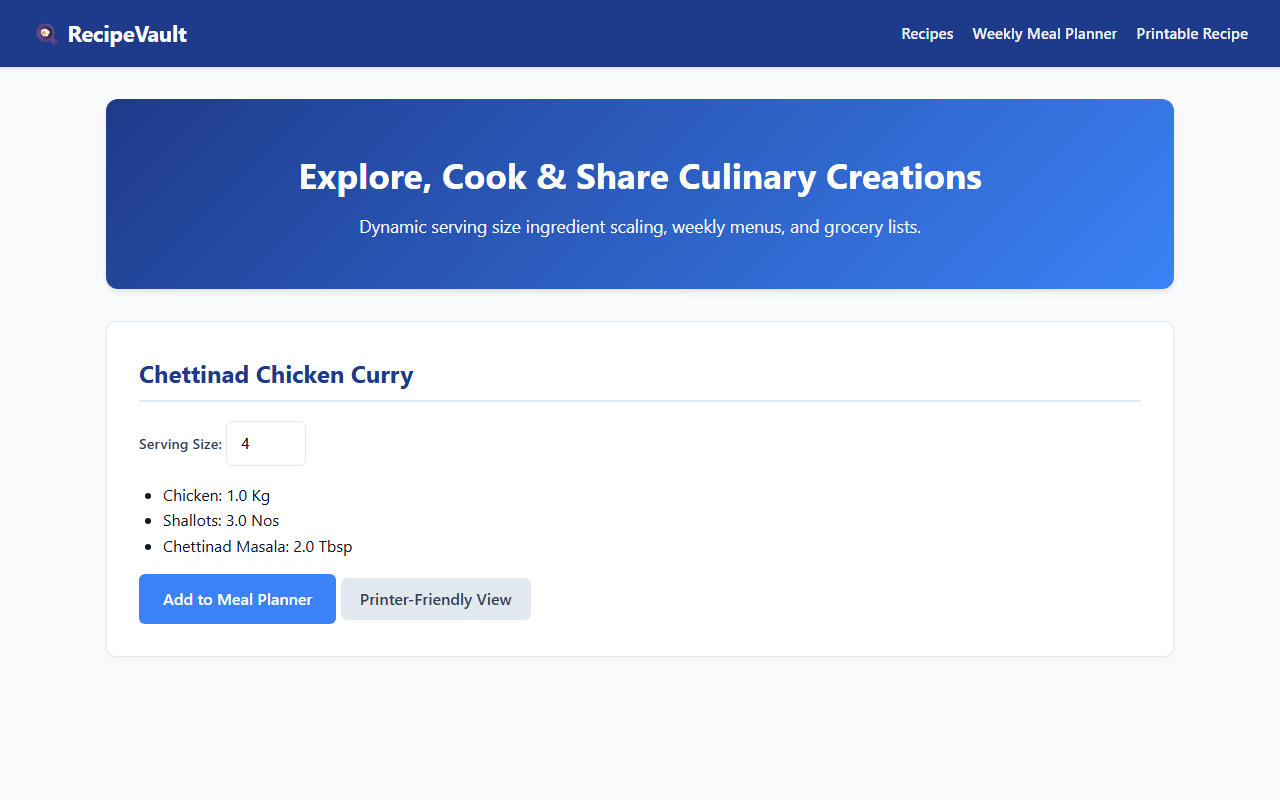 RecipeVault
Recipes
Weekly Meal Planner
Printable Recipe
Explore, Cook & Share Culinary Creations
Dynamic serving size ingredient scaling, weekly menus, and grocery lists.
Chettinad Chicken Curry
Serving Size: 4
Chicken: 1.0 Kg
Shallots: 3.0 Nos
Chettinad Masala: 2.0 Tbsp
Add to Meal Planner
Printer-Friendly View